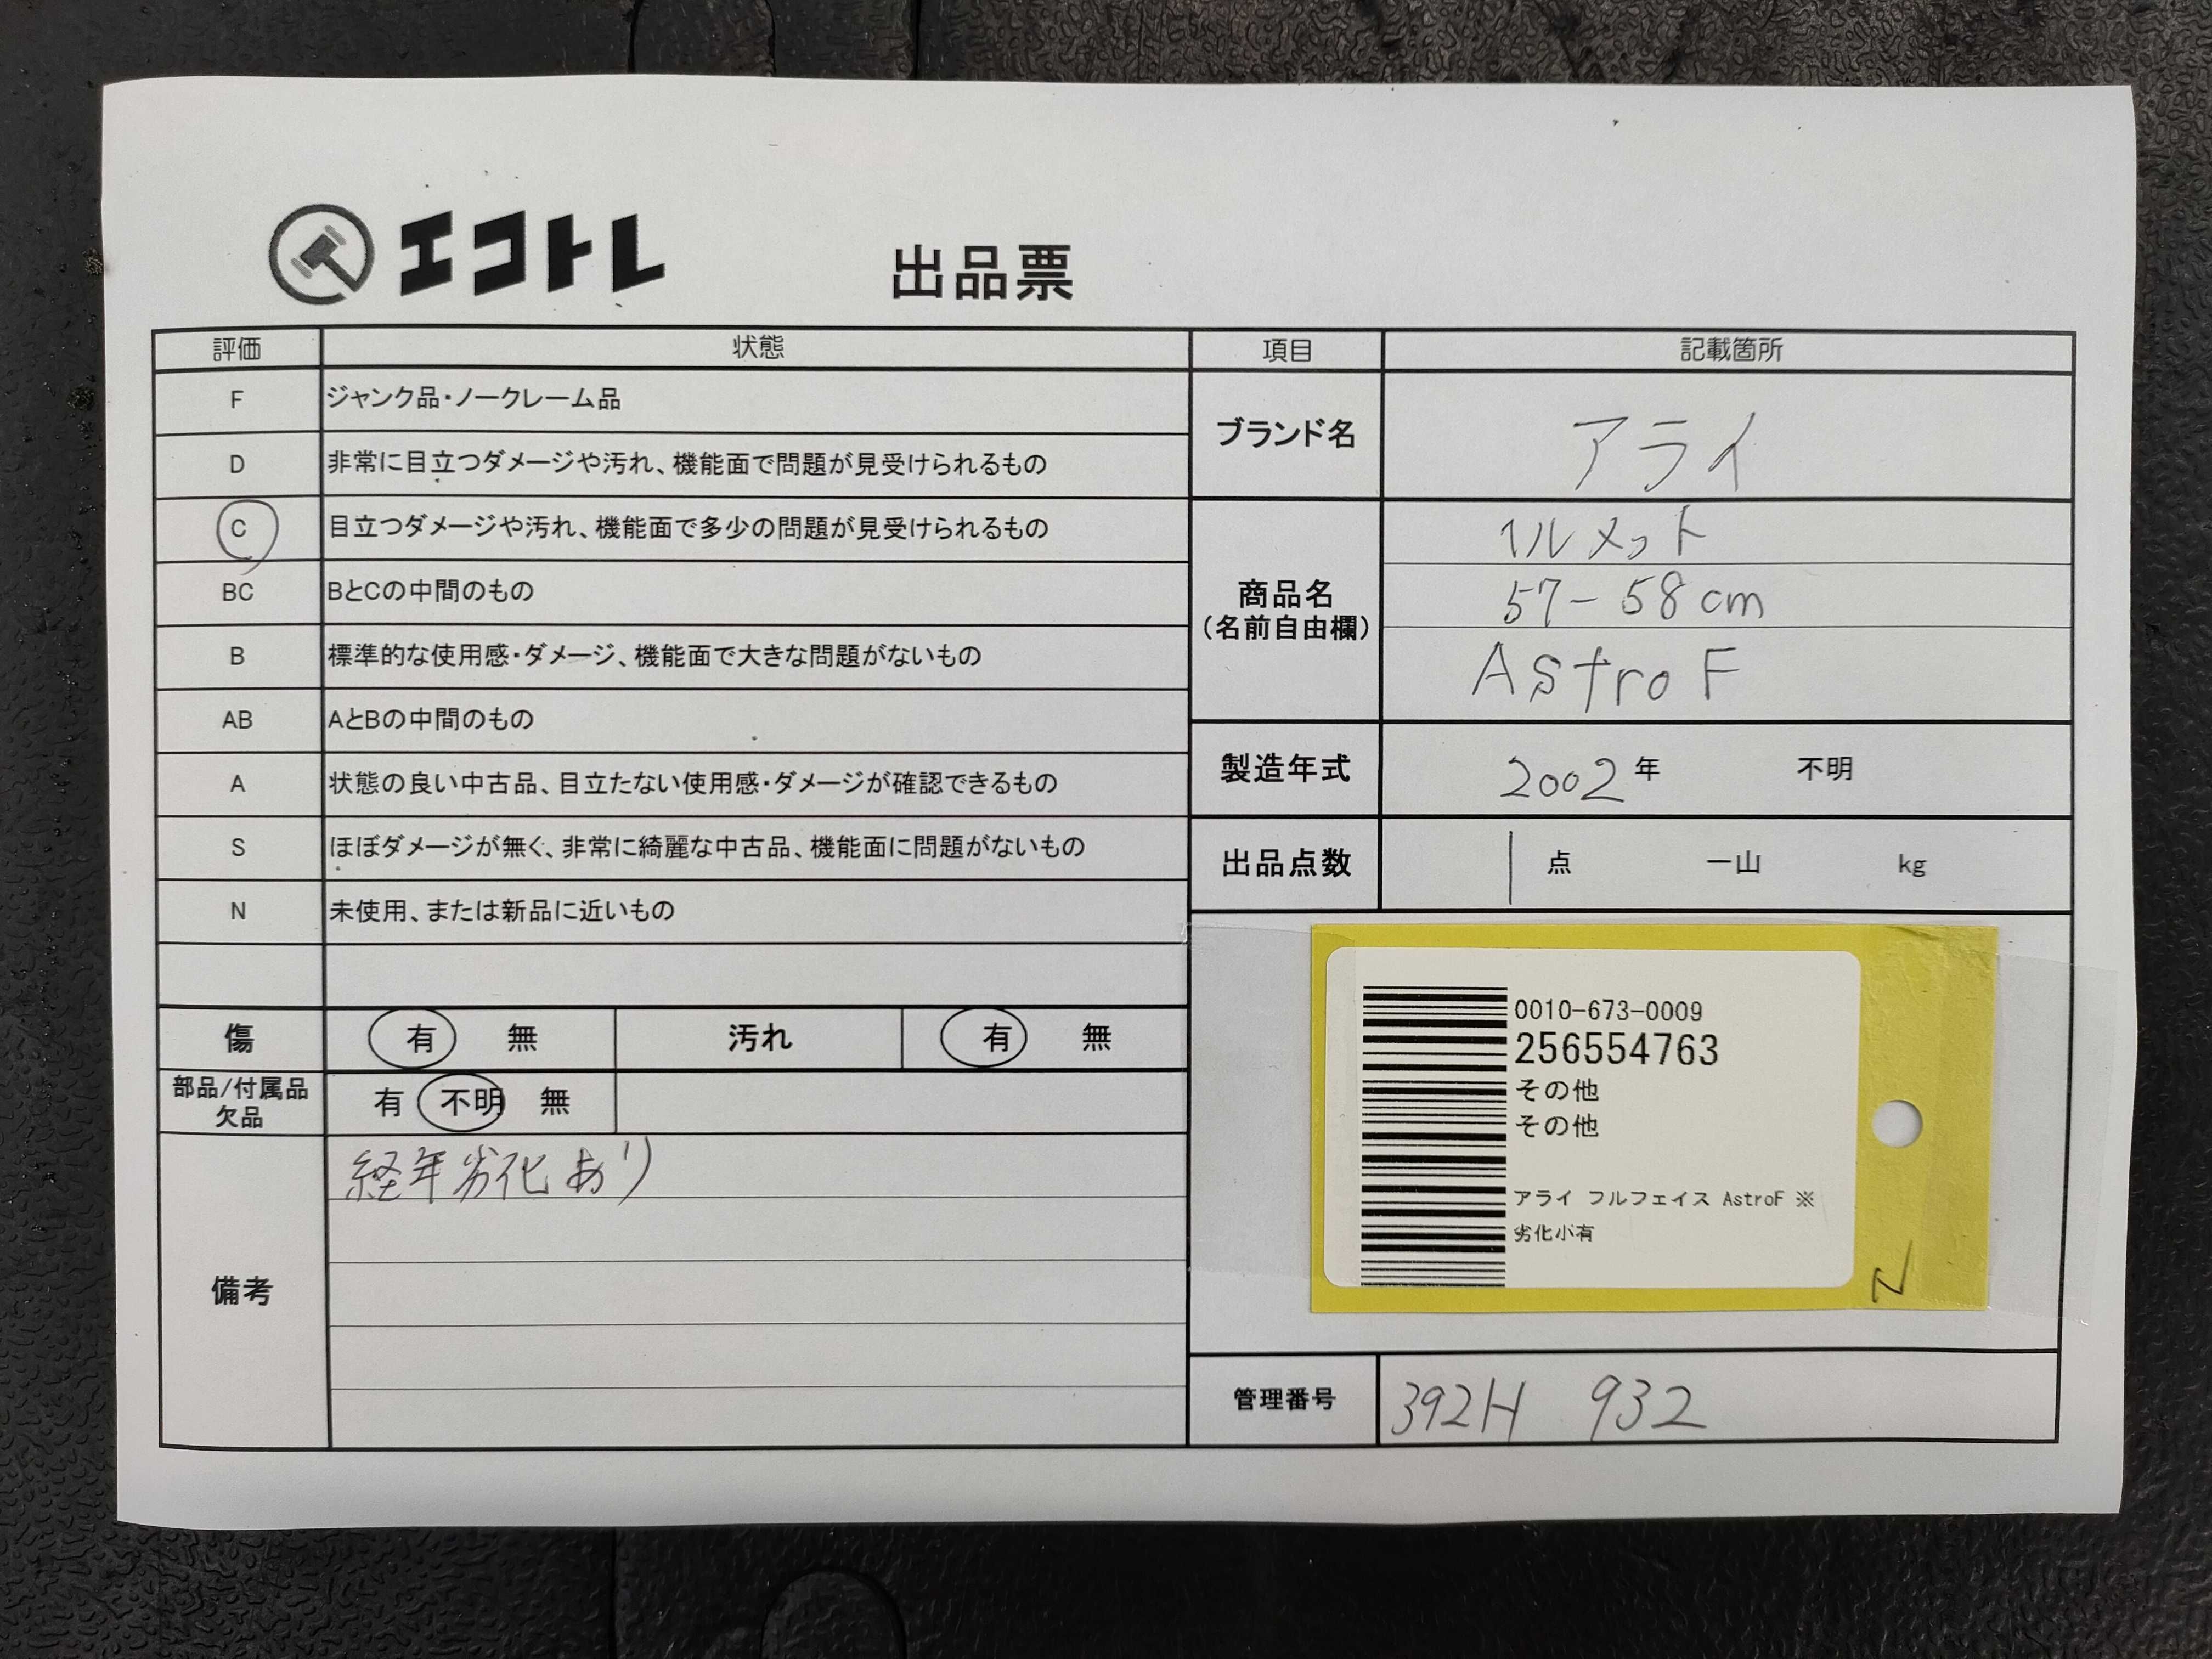 エコトレ
出品票
評価 状態
F ジャンク品・ノークレーム品
D 非常に目立つダメージや汚れ、機能面で問題が見受けられるもの
C 目立つダメージや汚れ、機能面で多少の問題が見受けられるもの
BC BとCの中間のもの
B 標準的な使用感・ダメージ、機能面で大きな問題がないもの
AB AとBの中間のもの
A 状態の良い中古品、目立たない使用感・ダメージが確認できるもの
S ほぼダメージが無く、非常に綺麗な中古品、機能面に問題がないもの
N 未使用、または新品に近いもの
傷 有 無 汚れ 有 無
部品/付属品
欠品
有 不明 無
備考
経年劣化あり
項目 記載箇所
ブランド名 アライ
商品名
(名前自由欄)
ヘルメット
57-58cm
Astro F
製造年式 2002 年 不明
出品点数 1 点 一山 kg
0010-673-0009
256554763
その他
その他
アライ フルフェイス AstroF ※
劣化小有
N
管理番号 392H 932